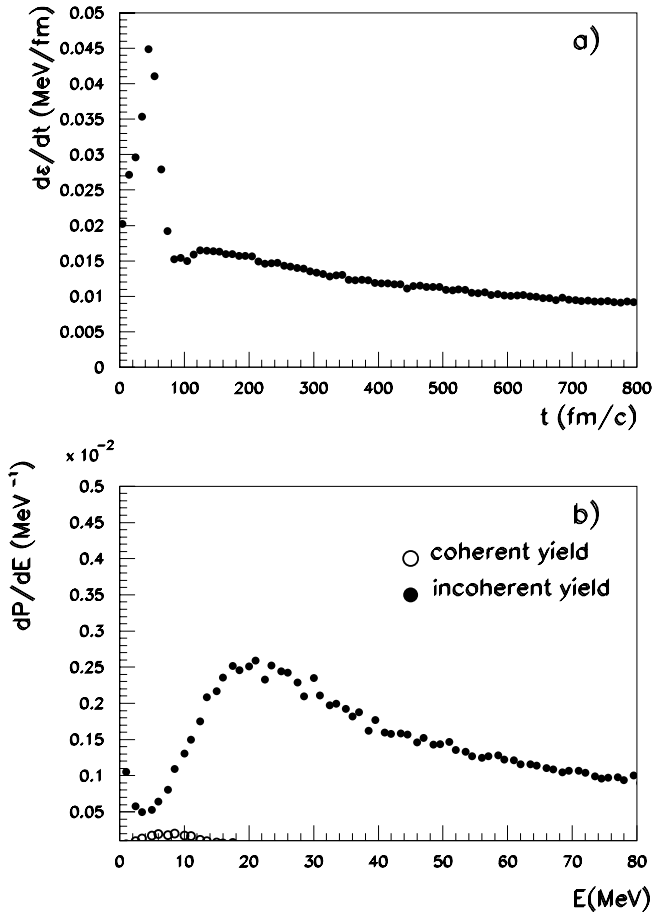 a)
dε/dt (MeV/fm)
0.05
0.045
0.04
0.035
0.03
0.025
0.02
0.015
0.01
0.005
0
0 100 200 300 400 500 600 700 800
t (fm/c)
x 10⁻²
b)
dP/dE (MeV⁻¹)
0.5
0.45
0.4
0.35
0.3
0.25
0.2
0.15
0.1
0.05
coherent yield
incoherent yield
0 10 20 30 40 50 60 70 80
E(MeV)